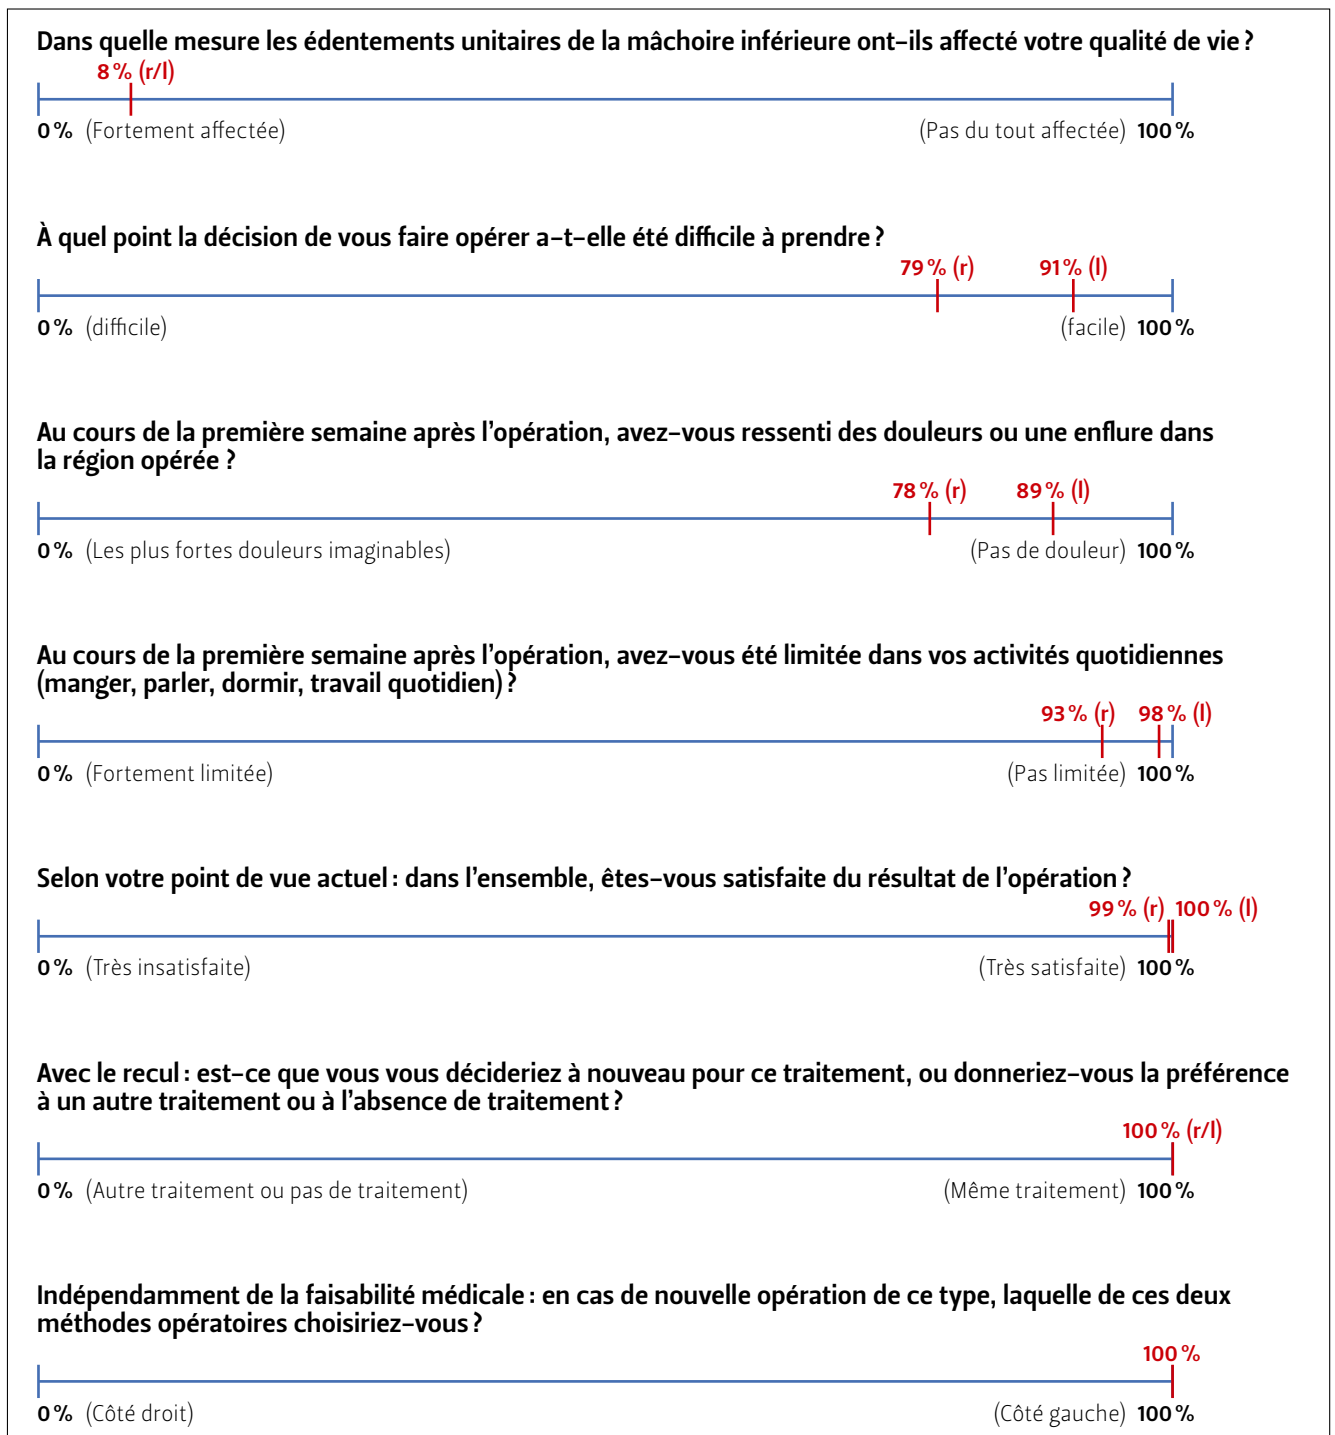 Dans quelle mesure les édentements unitaires de la mâchoire inférieure ont-ils affecté votre qualité de vie ?
8 % (r/l)
0 % (Fortement affectée) (Pas du tout affectée) 100 %
À quel point la décision de vous faire opérer a-t-elle été difficile à prendre ?
79 % (r) 91 % (l)
0 % (difficile) (facile) 100 %
Au cours de la première semaine après l’opération, avez-vous ressenti des douleurs ou une enflure dans
la région opérée ?
78 % (r) 89 % (l)
0 % (Les plus fortes douleurs imaginables) (Pas de douleur) 100 %
Au cours de la première semaine après l’opération, avez-vous été limitée dans vos activités quotidiennes
(manger, parler, dormir, travail quotidien) ?
93 % (r) 98 % (l)
0 % (Fortement limitée) (Pas limitée) 100 %
Selon votre point de vue actuel : dans l’ensemble, êtes-vous satisfaite du résultat de l’opération ?
99 % (r) 100 % (l)
0 % (Très insatisfaite) (Très satisfaite) 100 %
Avec le recul : est-ce que vous vous décideriez à nouveau pour ce traitement, ou donneriez-vous la préférence
à un autre traitement ou à l’absence de traitement ?
100 % (r/l)
0 % (Autre traitement ou pas de traitement) (Même traitement) 100 %
Indépendamment de la faisabilité médicale : en cas de nouvelle opération de ce type, laquelle de ces deux
méthodes opératoires choisiriez-vous ?
100 %
0 % (Côté droit) (Côté gauche) 100 %